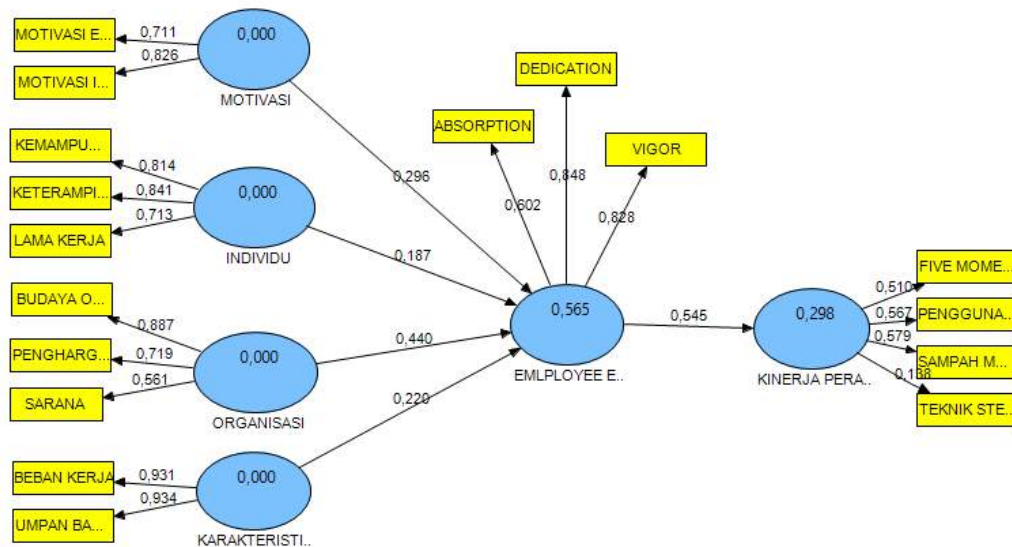 MOTIVASI E...
0,711
MOTIVASI I...
0,826
0,000
MOTIVASI
KEMAMPU...
0,814
KETERAMPI...
0,841
LAMA KERJA
0,713
0,000
INDIVIDU
BUDAYA O...
0,887
PENGHARG...
0,719
SARANA
0,561
0,000
ORGANISASI
BEBAN KERJA
0,931
UMPAN BA...
0,934
0,000
KARAKTERISTI..
0,296
0,187
0,440
0,220
ABSORPTION
0,602
DEDICATION
0,848
VIGOR
0,828
0,565
EMLPLOYEE E..
0,545
0,298
KINERJA PERA..
FIVE MOME...
0,510
PENGGUNA...
0,567
SAMPAH M...
0,579
TEKNIK STE...
0,138